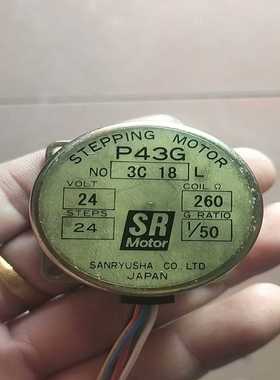 STEPPING MOTOR
P43G
NO 3C 18 L
VOLT COIL Ω
24 260
STEPS G RATIO
24 1/50
SR
Motor
SANRYUSHA CO. LTD
JAPAN